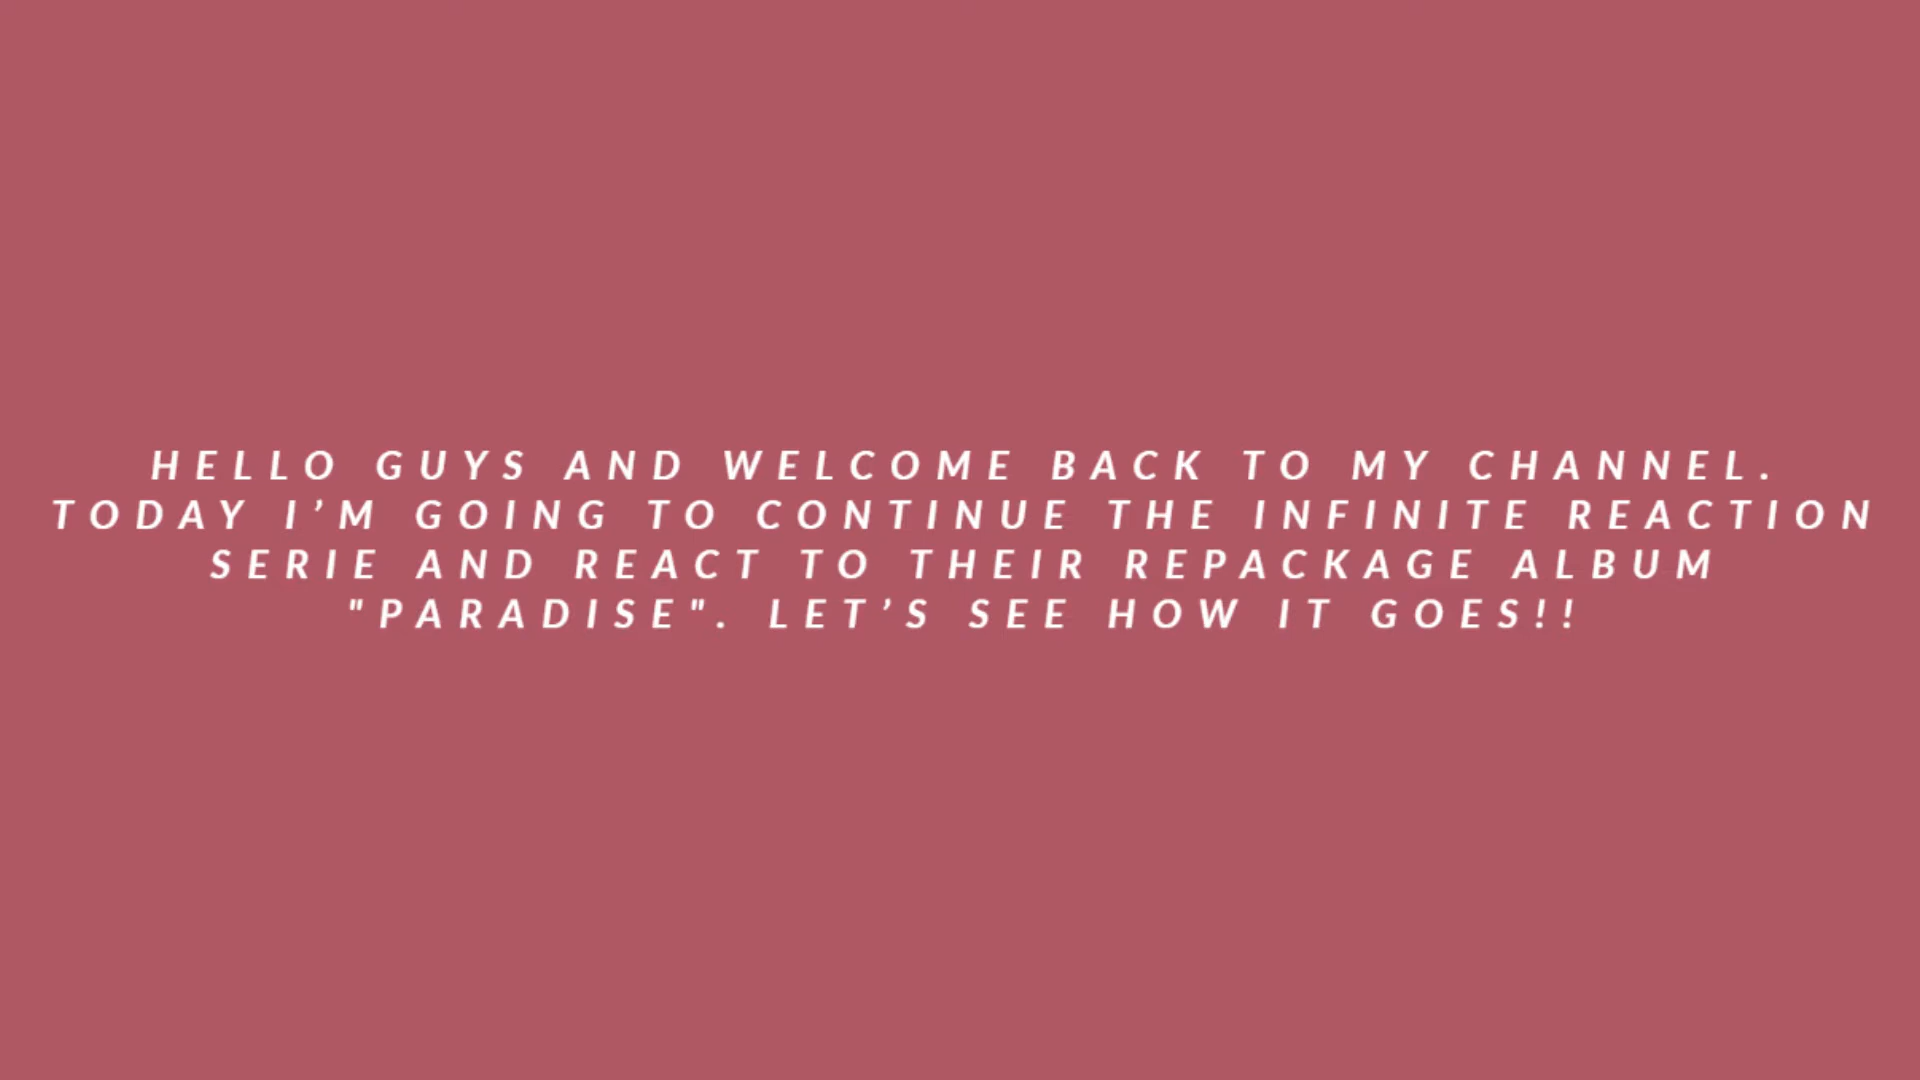 HELLO GUYS AND WELCOME BACK TO MY CHANNEL.
TODAY I’M GOING TO CONTINUE THE INFINITE REACTION
SERIE AND REACT TO THEIR REPACKAGE ALBUM
"PARADISE". LET’S SEE HOW IT GOES!!